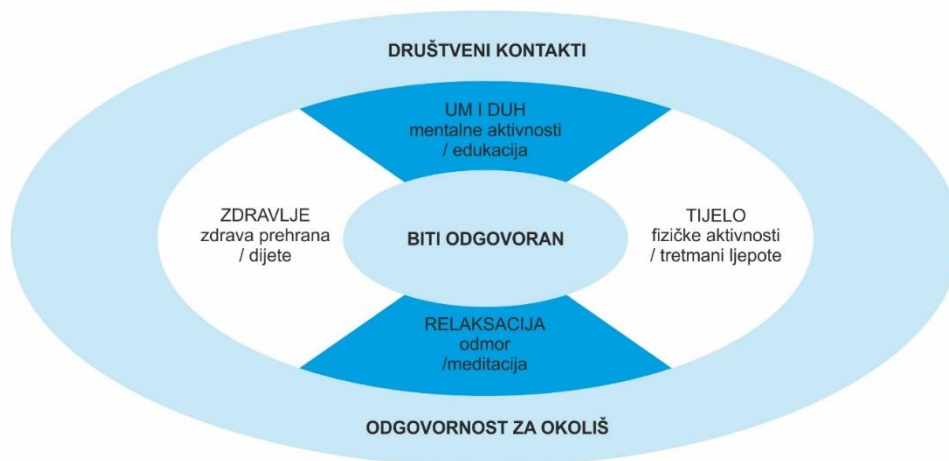 DRUŠTVENI KONTAKTI
UM I DUH
mentalne aktivnosti
/ edukacija
ZDRAVLJE
zdrava prehrana
/ dijete
BITI ODGOVORAN
TIJELO
fizičke aktivnosti
/ tretmani ljepote
RELAKSACIJA
odmor
/meditacija
ODGOVORNOST ZA OKOLIŠ